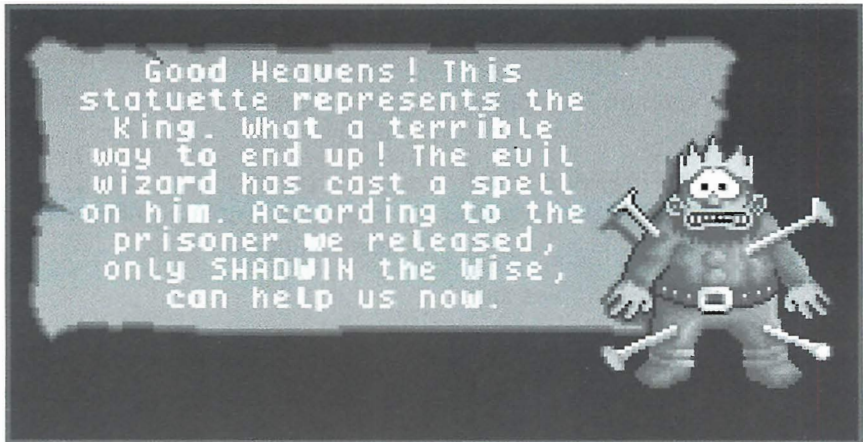 Good Heavens! This
statuette represents the
King. What a terrible
way to end up! The evil
wizard has cast a spell
on him. According to the
prisoner we released,
only SHADWIN the Wise,
can help us now.